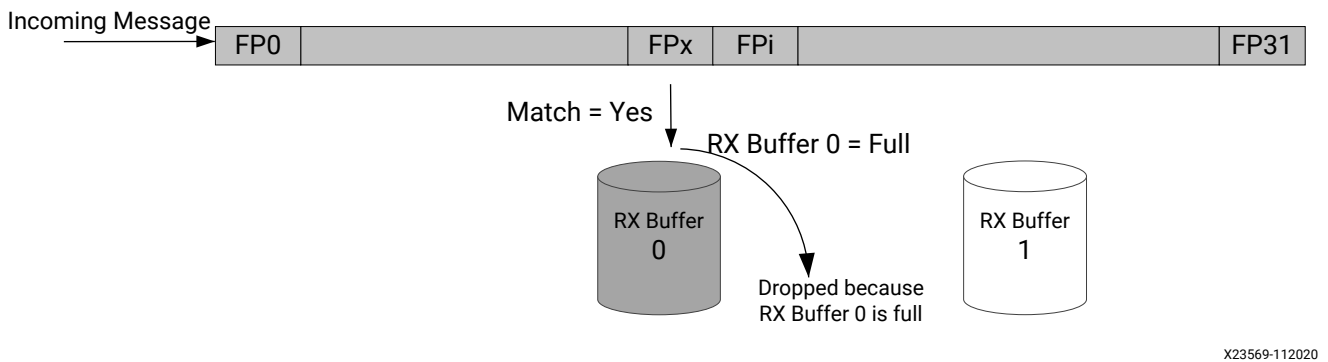 Incoming Message
FP0
FPx
FPi
FP31
Match = Yes
RX Buffer 0 = Full
RX Buffer
0
RX Buffer
1
Dropped because
RX Buffer 0 is full
X23569-112020